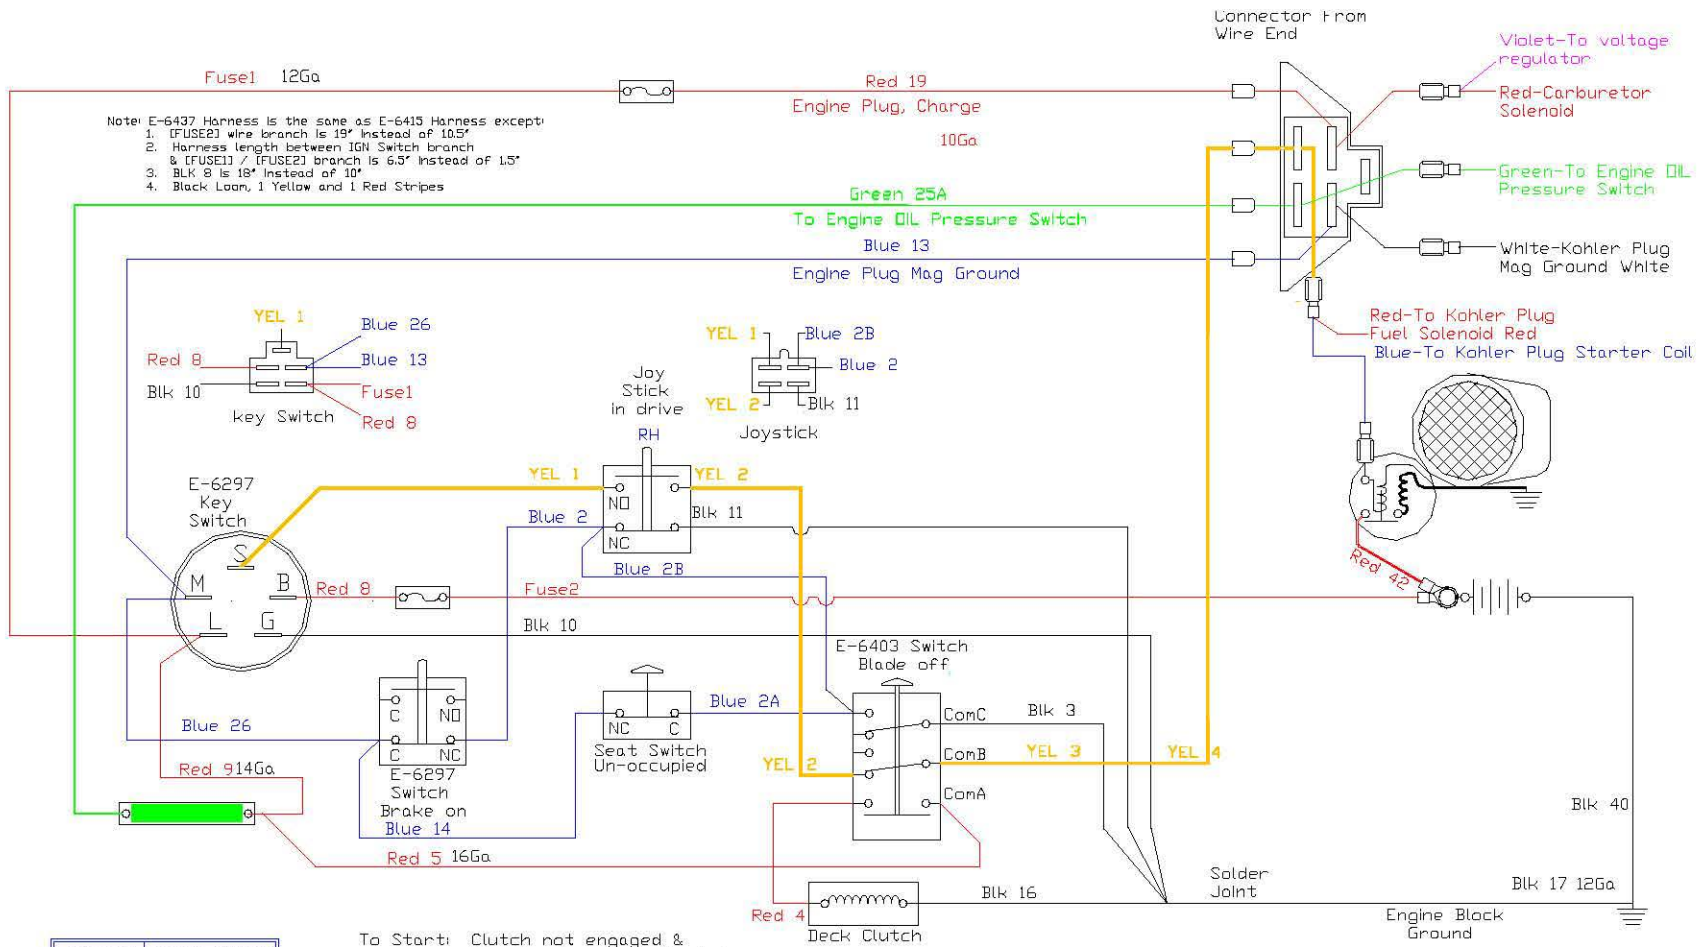 Connector From
Wire End
Violet-To voltage
regulator
Fuse1 12Ga
Red 19
Engine Plug, Charge
10Ga
Red-Carburetor
Solenoid
Note: E-6437 Harness is the same as E-6415 Harness except:
1. [FUSE2] wire branch is 19" instead of 10.5"
2. Harness length between IGN Switch branch
& [FUSE1] / [FUSE2] branch is 6.5" instead of 1.5"
3. BLK 8 is 18" instead of 10"
4. Black Loom, 1 Yellow and 1 Red Stripes
Green 25A
To Engine OIL Pressure Switch
Green-To Engine OIL
Pressure Switch
Blue 13
Engine Plug Mag Ground
White-Kohler Plug
Mag Ground White
Red-To Kohler Plug
Fuel Solenoid Red
Blue-To Kohler Plug Starter Coil
YEL 1
Blue 26
Red 8
Blue 13
Blk 10
Fuse1
Red 8
key Switch
YEL 1
Blue 2B
Blue 2
YEL 2
Blk 11
Joystick
Joy
Stick
in drive
RH
YEL 1
YEL 2
NO
Blk 11
Blue 2
NC
Blue 2B
E-6297
Key
Switch
S
M
B
L
G
Red 8
Fuse2
Red 42
Blk 10
E-6403 Switch
Blade off
C
NO
C
NC
Blue 26
Blue 2A
NC
C
Seat Switch
Un-occupied
ComC
Blk 3
ComB
YEL 3
YEL 4
YEL 2
ComA
Red 9 14Ga
E-6297
Switch
Brake on
Blue 14
Red 5 16Ga
Blk 40
Red 4
Deck Clutch
Blk 16
Solder
Joint
Blk 17 12Ga
Engine Block
Ground
To Start: Clutch not engaged &